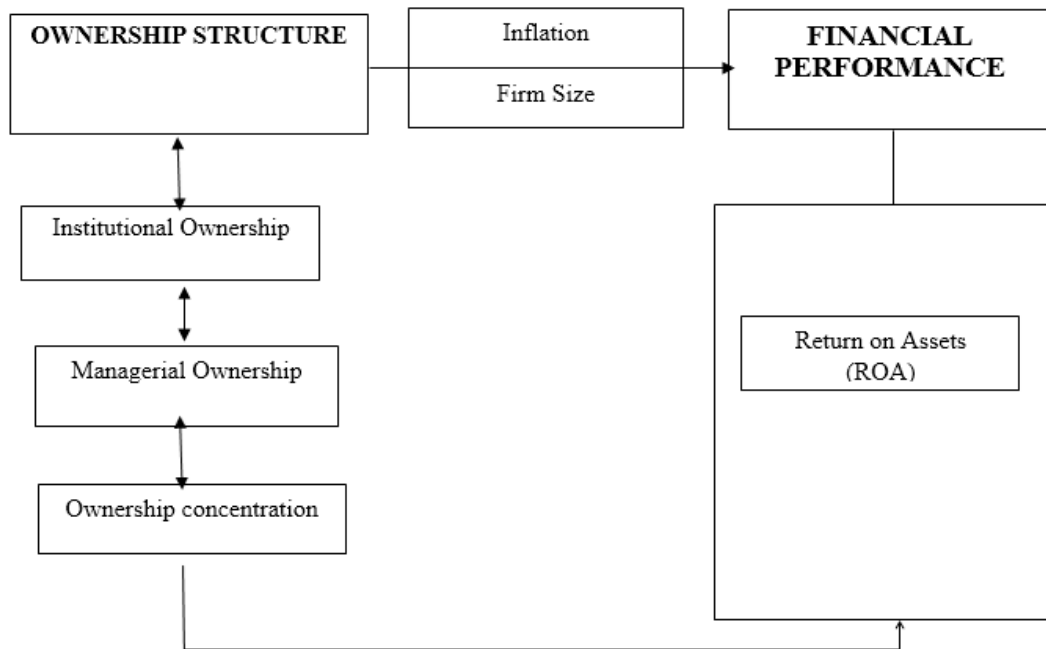 OWNERSHIP STRUCTURE
Inflation
Firm Size
FINANCIAL
PERFORMANCE
Institutional Ownership
Managerial Ownership
Ownership concentration
Return on Assets
(ROA)